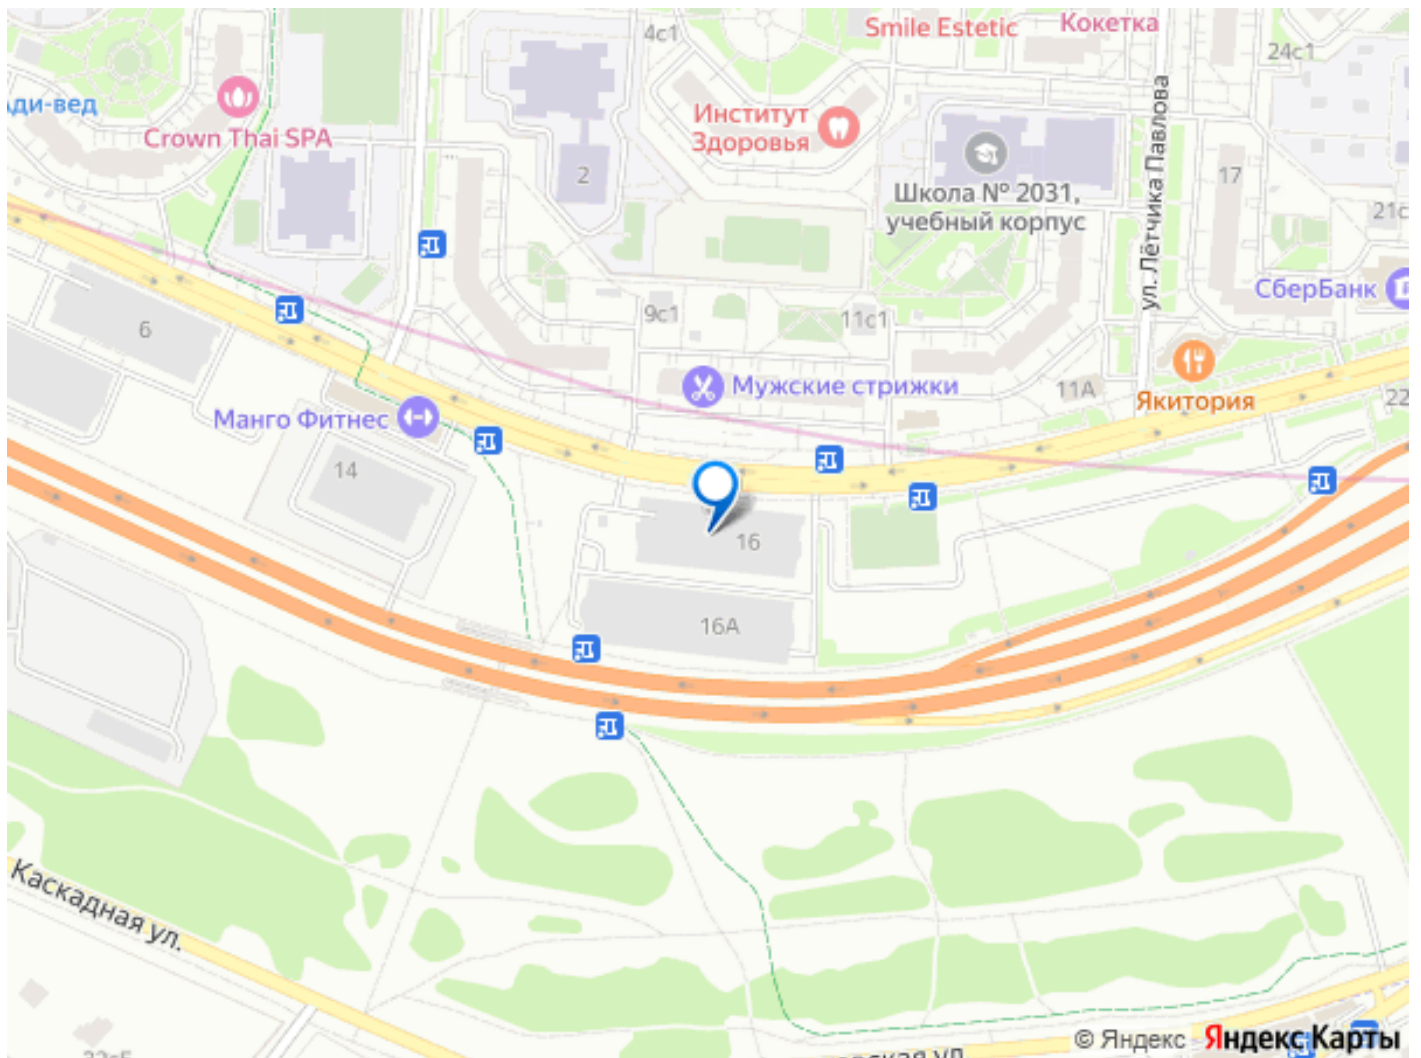 4с1
Smile Estetic
Кокетка
24с1
ди-вед
Crown Thai SPA
Институт
Здоровья
2
Школа № 2031,
учебный корпус
ул. Лётчика Павлова
17
21с
СберБанк
6
9с1
11с1
Мужские стрижки
11А
Якитория
22
Манго Фитнес
14
16
16А
Каскадная ул.
© Яндекс Яндекс Карты